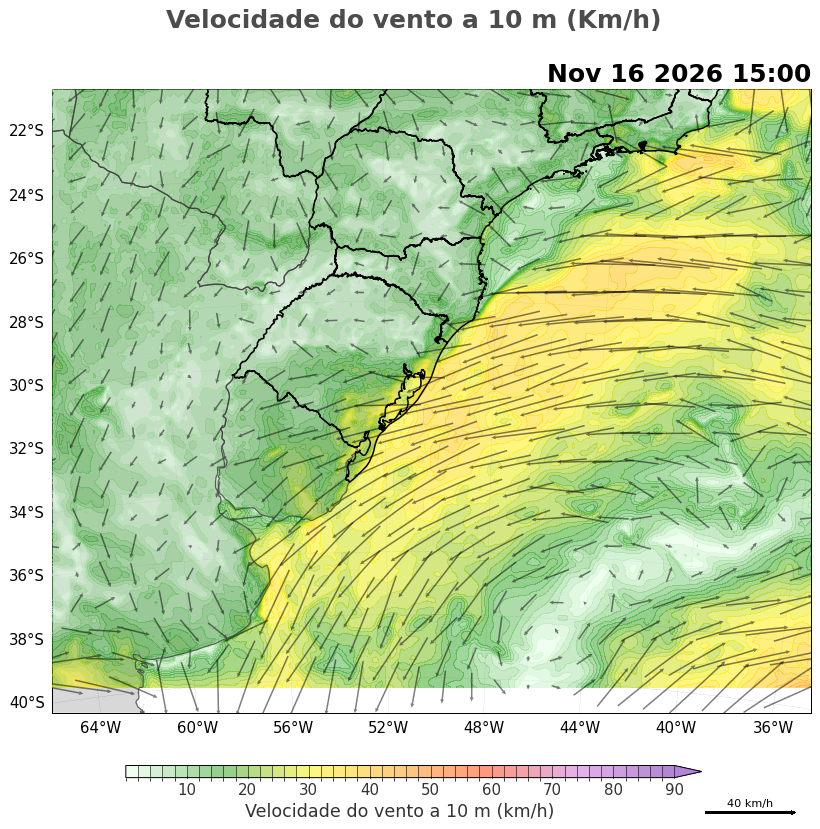 Velocidade do vento a 10 m (Km/h)
Nov 16 2026 15:00
22°S
24°S
26°S
28°S
30°S
32°S
34°S
36°S
38°S
40°S
64°W 60°W 56°W 52°W 48°W 44°W 40°W 36°W
10 20 30 40 50 60 70 80 90
Velocidade do vento a 10 m (km/h)
40 km/h